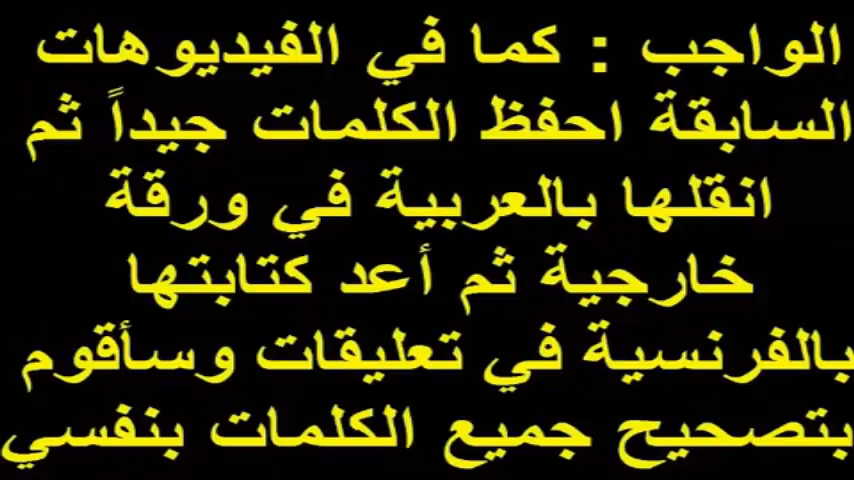 الواجب : كما في الفيديوهات
السابقة احفظ الكلمات جيداً ثم
انقلها بالعربية في ورقة
خارجية ثم أعد كتابتها
بالفرنسية في تعليقات وسأقوم
بتصحيح جميع الكلمات بنفسي